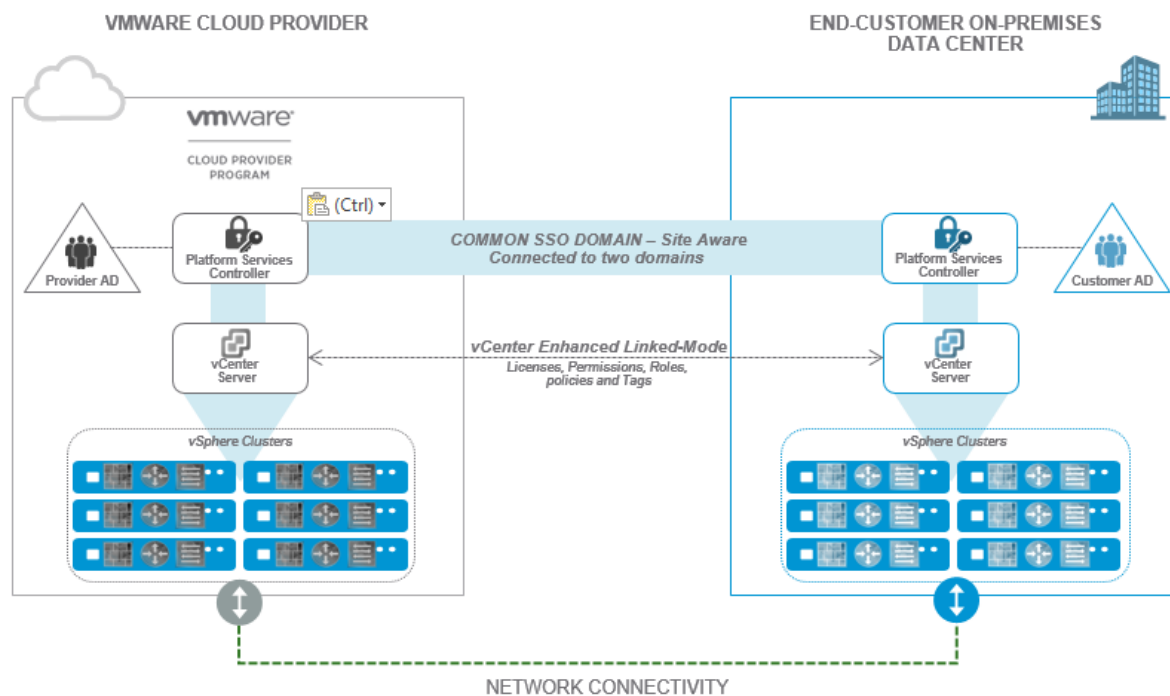 VMWARE CLOUD PROVIDER
END-CUSTOMER ON-PREMISES
DATA CENTER
vmware®
CLOUD PROVIDER
PROGRAM
(Ctrl)
Provider AD
Platform Services
Controller
COMMON SSO DOMAIN – Site Aware
Connected to two domains
Platform Services
Controller
Customer AD
vCenter
Server
vCenter Enhanced Linked-Mode
Licenses, Permissions, Roles,
policies and Tags
vCenter
Server
vSphere Clusters
vSphere Clusters
NETWORK CONNECTIVITY